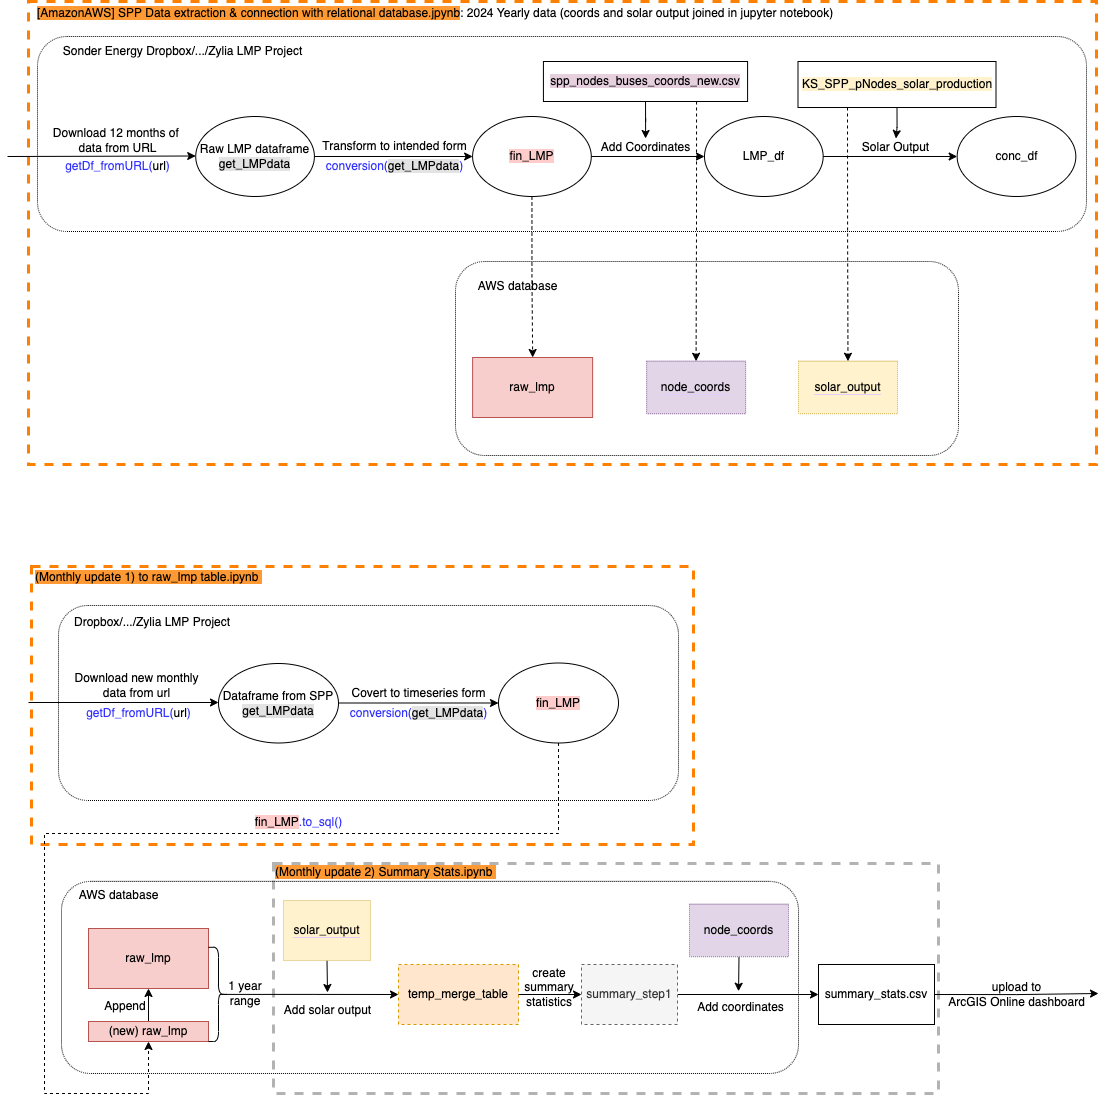 [AmazonAWS] SPP Data extraction & connection with relational database.jpynb: 2024 Yearly data (coords and solar output joined in jupyter notebook)
Sonder Energy Dropbox/.../Zylia LMP Project
spp_nodes_buses_coords_new.csv
KS_SPP_pNodes_solar_production
Download 12 months of
data from URL
getDf_fromURL(url)
Raw LMP dataframe
get_LMPdata
Transform to intended form
conversion(get_LMPdata)
fin_LMP
Add Coordinates
LMP_df
Solar Output
conc_df
AWS database
raw_lmp
node_coords
solar_output
(Monthly update 1) to raw_lmp table.ipynb
Dropbox/.../Zylia LMP Project
Download new monthly
data from url
getDf_fromURL(url)
Dataframe from SPP
get_LMPdata
Covert to timeseries form
conversion(get_LMPdata)
fin_LMP
fin_LMP.to_sql()
(Monthly update 2) Summary Stats.ipynb
AWS database
raw_lmp
Append
(new) raw_lmp
1 year
range
solar_output
Add solar output
temp_merge_table
create
summary
statistics
summary_step1
node_coords
Add coordinates
summary_stats.csv
upload to
ArcGIS Online dashboard